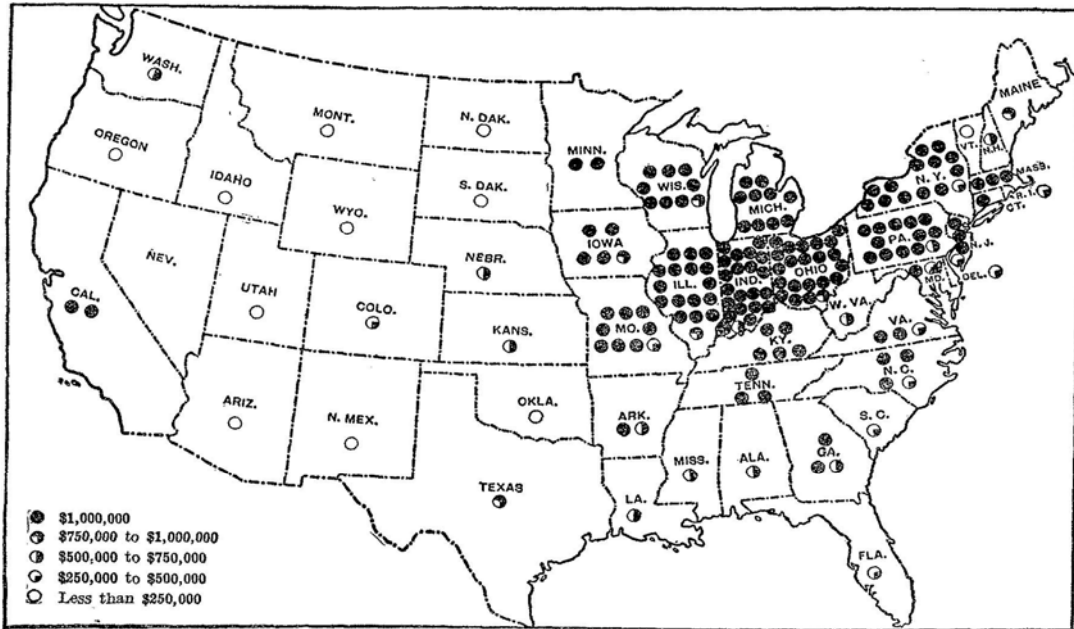 WASH.
MONT.
N. DAK.
MINN.
MAINE
OREGON
IDAHO
S. DAK.
WIS.
MICH.
VT.
N.H.
N. Y.
MASS.
R. I.
CT.
WYO.
NEBR.
IOWA
PA.
N. J.
NEV.
UTAH
COLO.
KANS.
ILL.
IND.
OHIO
MD.
DEL.
CAL.
MO.
W. VA.
VA.
KY.
N. C.
TENN.
ARIZ.
N. MEX.
OKLA.
ARK.
S. C.
MISS.
ALA.
GA.
TEXAS
LA.
FLA.
$1,000,000
$750,000 to $1,000,000
$500,000 to $750,000
$250,000 to $500,000
Less than $250,000